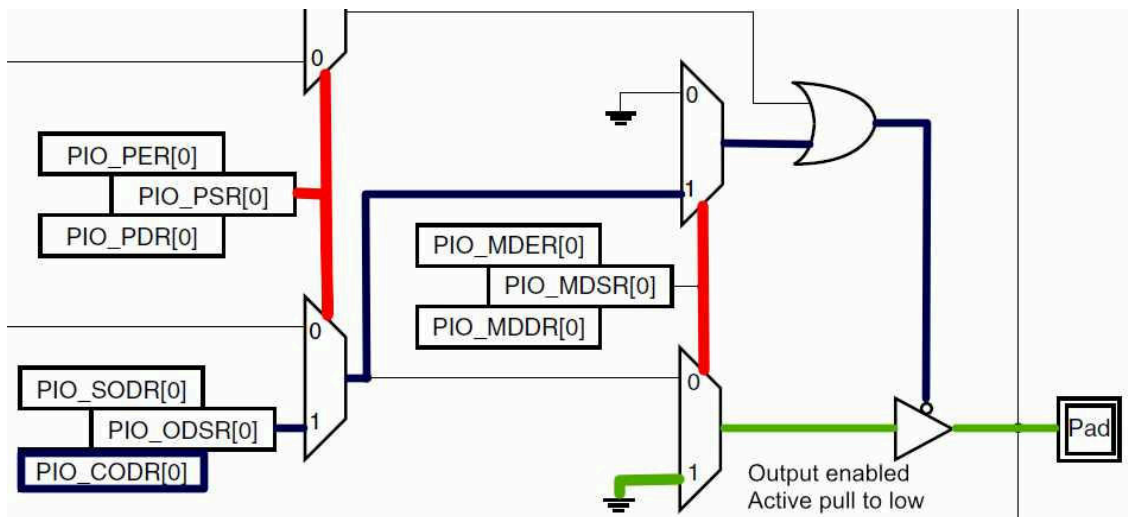 0
PIO_PER[0]
PIO_PSR[0]
PIO_PDR[0]
0
1
PIO_MDER[0]
PIO_MDSR[0]
PIO_MDDR[0]
0
PIO_SODR[0]
PIO_ODSR[0]
PIO_CODR[0]
1
0
1
Pad
Output enabled
Active pull to low